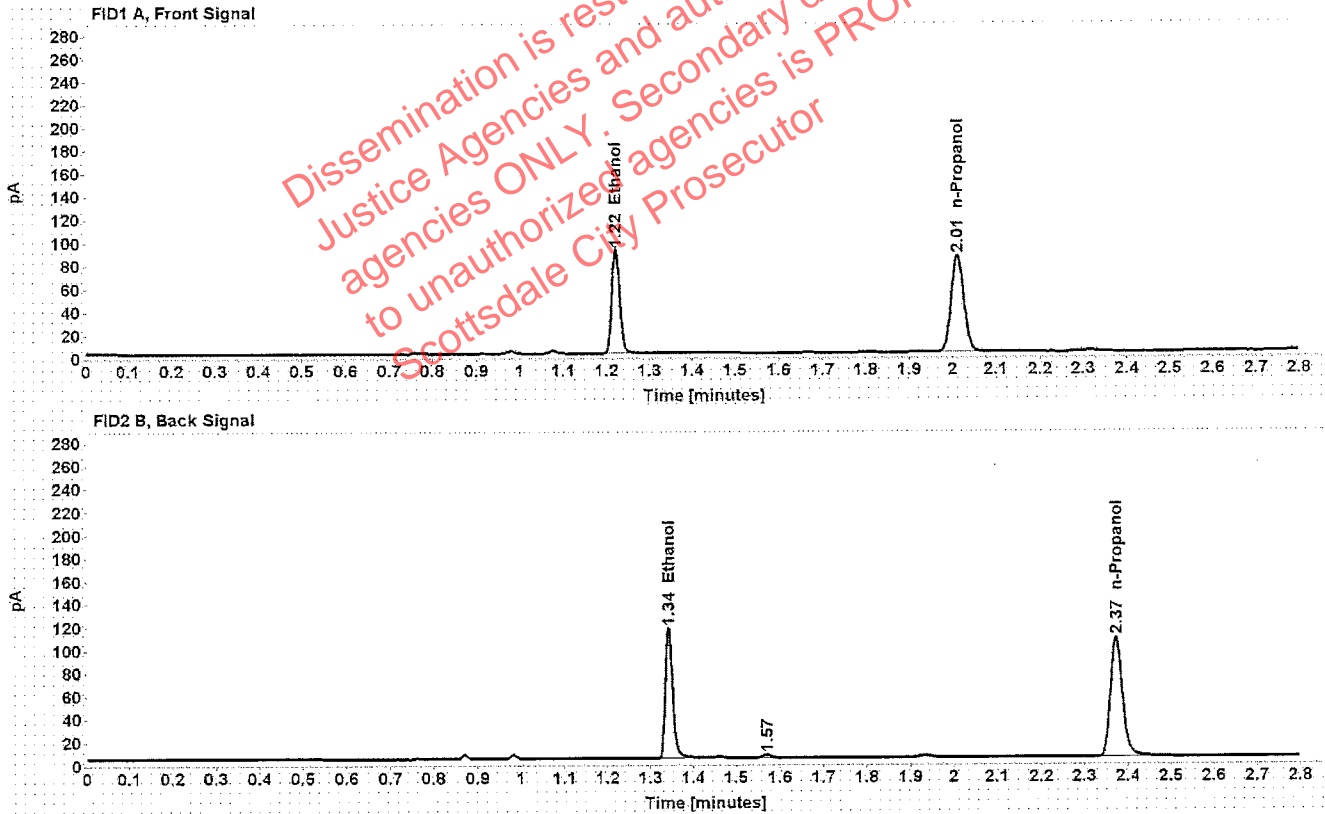 FID1 A, Front Signal
280
260
240
220
200
180
160
140
120
100
80
60
40
20
0
pA
1.22 Ethanol
2.01 n-Propanol
0 0.1 0.2 0.3 0.4 0.5 0.6 0.7 0.8 0.9 1 1.1 1.2 1.3 1.4 1.5 1.6 1.7 1.8 1.9 2 2.1 2.2 2.3 2.4 2.5 2.6 2.7 2.8
Time [minutes]
Dissemination is
Justice Agencies and
agencies ONLY. Secondary
to unauthorized agencies is
Scottsdale City Prosecutor
FID2 B, Back Signal
280
260
240
220
200
180
160
140
120
100
80
60
40
20
0
pA
1.34 Ethanol
1.57
2.37 n-Propanol
0 0.1 0.2 0.3 0.4 0.5 0.6 0.7 0.8 0.9 1 1.1 1.2 1.3 1.4 1.5 1.6 1.7 1.8 1.9 2 2.1 2.2 2.3 2.4 2.5 2.6 2.7 2.8
Time [minutes]